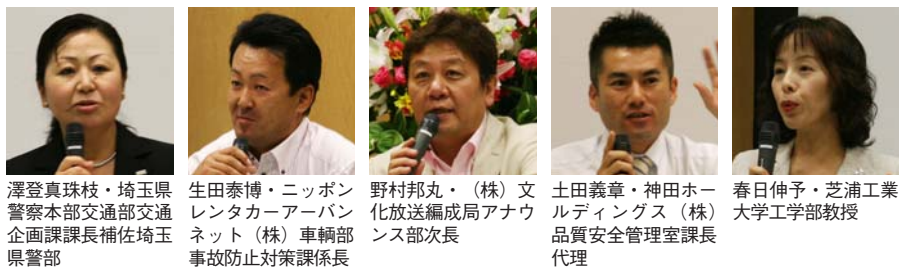 澤登真珠枝・埼玉県
警察本部交通部交通
企画課課長補佐埼玉
県警部
生田泰博・ニッポン
レンタカーアーバン
ネット（株）車輌部
事故防止対策課係長
野村邦丸・（株）文
化放送編成局アナウ
ンス部次長
土田義章・神田ホー
ルディングス（株）
品質安全管理室課長
代理
春日伸予・芝浦工業
大学工学部教授